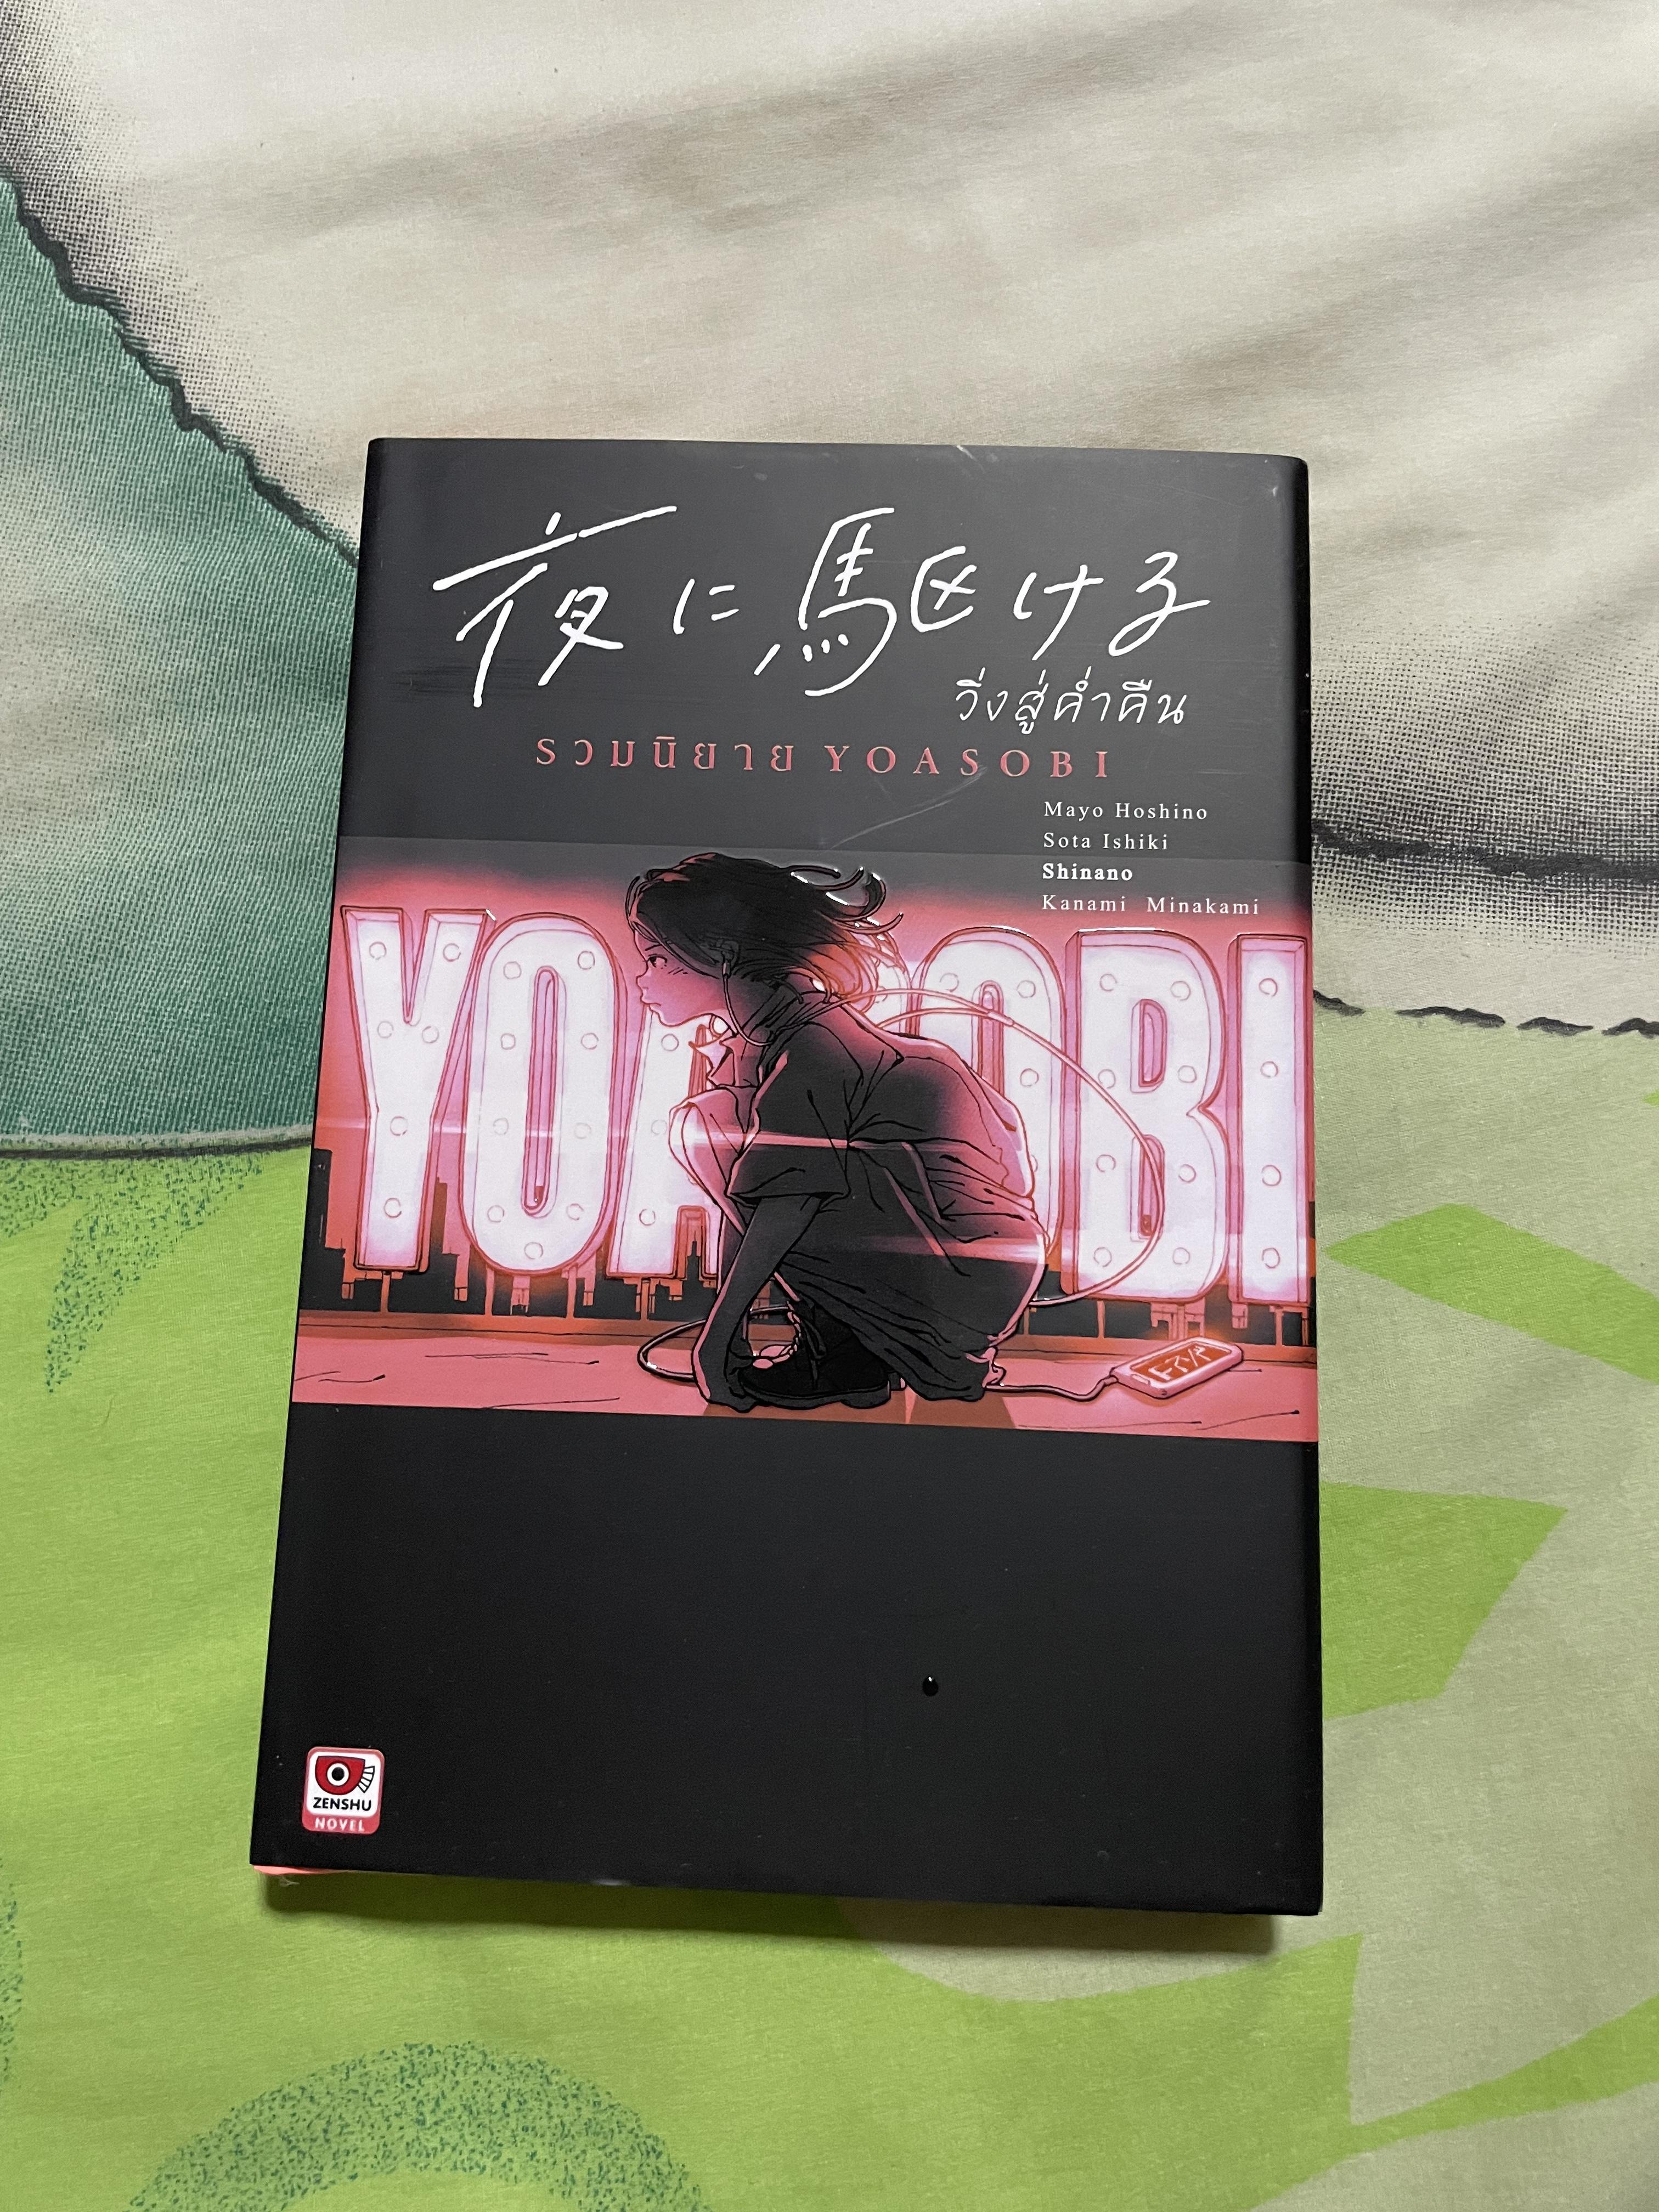 夜に駆ける
วิ่งสู่ค่ำคืน
รวมนิยาย YOASOBI
Mayo Hoshino
Sota Ishiki
Shinano
Kanami Minakami
YOASOBI
ZENSHU
NOVEL